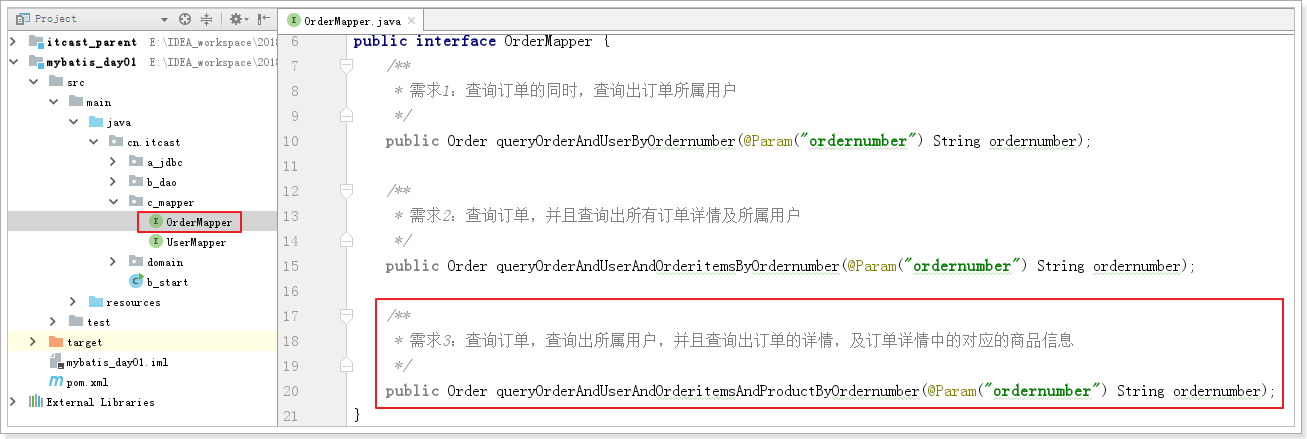 Project
itcast_parent E:\IDEA_workspace\2018
mybatis_day01 E:\IDEA_workspace\2018
src
main
java
cn.itcast
a_jdbc
b_dao
c_mapper
OrderMapper
UserMapper
domain
b_start
resources
test
target
mybatis_day01.iml
pom.xml
External Libraries
OrderMapper.java
6 public interface OrderMapper {
7 /**
8 * 需求1：查询订单的同时，查询出订单所属用户
9 */
10 public Order queryOrderAndUserByOrdernumber(@Param("ordernumber") String ordernumber);
11
12 /**
13 * 需求2：查询订单，并且查询出所有订单详情及所属用户
14 */
15 public Order queryOrderAndUserAndOrderitemsByOrdernumber(@Param("ordernumber") String ordernumber);
16
17 /**
18 * 需求3：查询订单，查询出所属用户，并且查询出订单的详情，及订单详情中的对应的商品信息
19 */
20 public Order queryOrderAndUserAndOrderitemsAndProductByOrdernumber(@Param("ordernumber") String ordernumber);
21 }